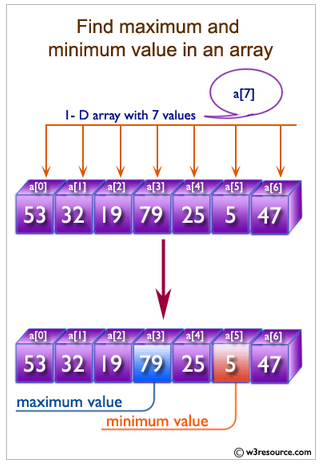 Find maximum and
minimum value in an array
a[7]
1- D array with 7 values
a[0] a[1] a[2] a[3] a[4] a[5] a[6]
53 32 19 79 25 5 47
a[0] a[1] a[2] a[3] a[4] a[5] a[6]
53 32 19 79 25 5 47
maximum value
minimum value
© w3resource.com